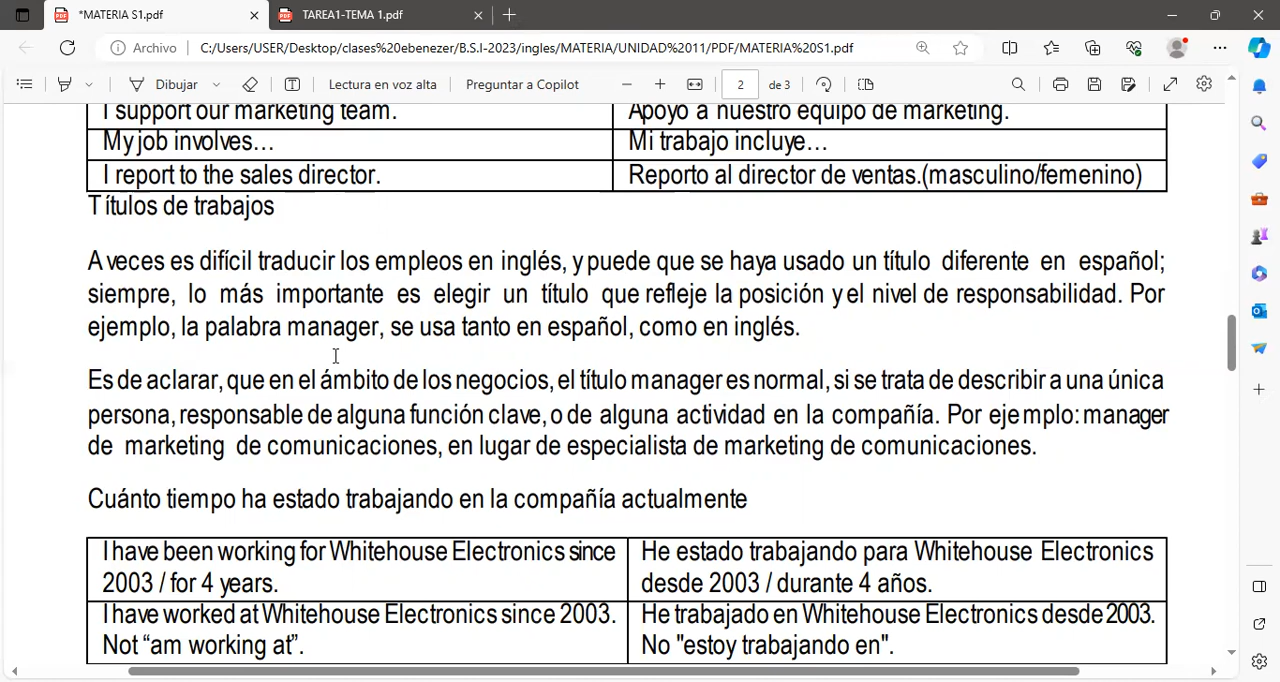 *MATERIA S1.pdf
TAREA1-TEMA 1.pdf
Archivo C:/Users/USER/Desktop/clases%20ebenezer/B.S.I-2023/ingles/MATERIA/UNIDAD%2011/PDF/MATERIA%20S1.pdf
Dibujar Lectura en voz alta Preguntar a Copilot 2 de 3
I support our marketing team. Apoyo a nuestro equipo de marketing.
My job involves… Mi trabajo incluye…
I report to the sales director. Reporto al director de ventas.(masculino/femenino)
Títulos de trabajos
A veces es difícil traducir los empleos en inglés, y puede que se haya usado un título diferente en español;
siempre, lo más importante es elegir un título que refleje la posición y el nivel de responsabilidad. Por
ejemplo, la palabra manager, se usa tanto en español, como en inglés.
Es de aclarar, que en el ámbito de los negocios, el título manager es normal, si se trata de describir a una única
persona, responsable de alguna función clave, o de alguna actividad en la compañía. Por ejemplo: manager
de marketing de comunicaciones, en lugar de especialista de marketing de comunicaciones.
Cuánto tiempo ha estado trabajando en la compañía actualmente
I have been working for Whitehouse Electronics since He estado trabajando para Whitehouse Electronics
2003 / for 4 years. desde 2003 / durante 4 años.
I have worked at Whitehouse Electronics since 2003. He trabajado en Whitehouse Electronics desde 2003.
Not “am working at”. No "estoy trabajando en".